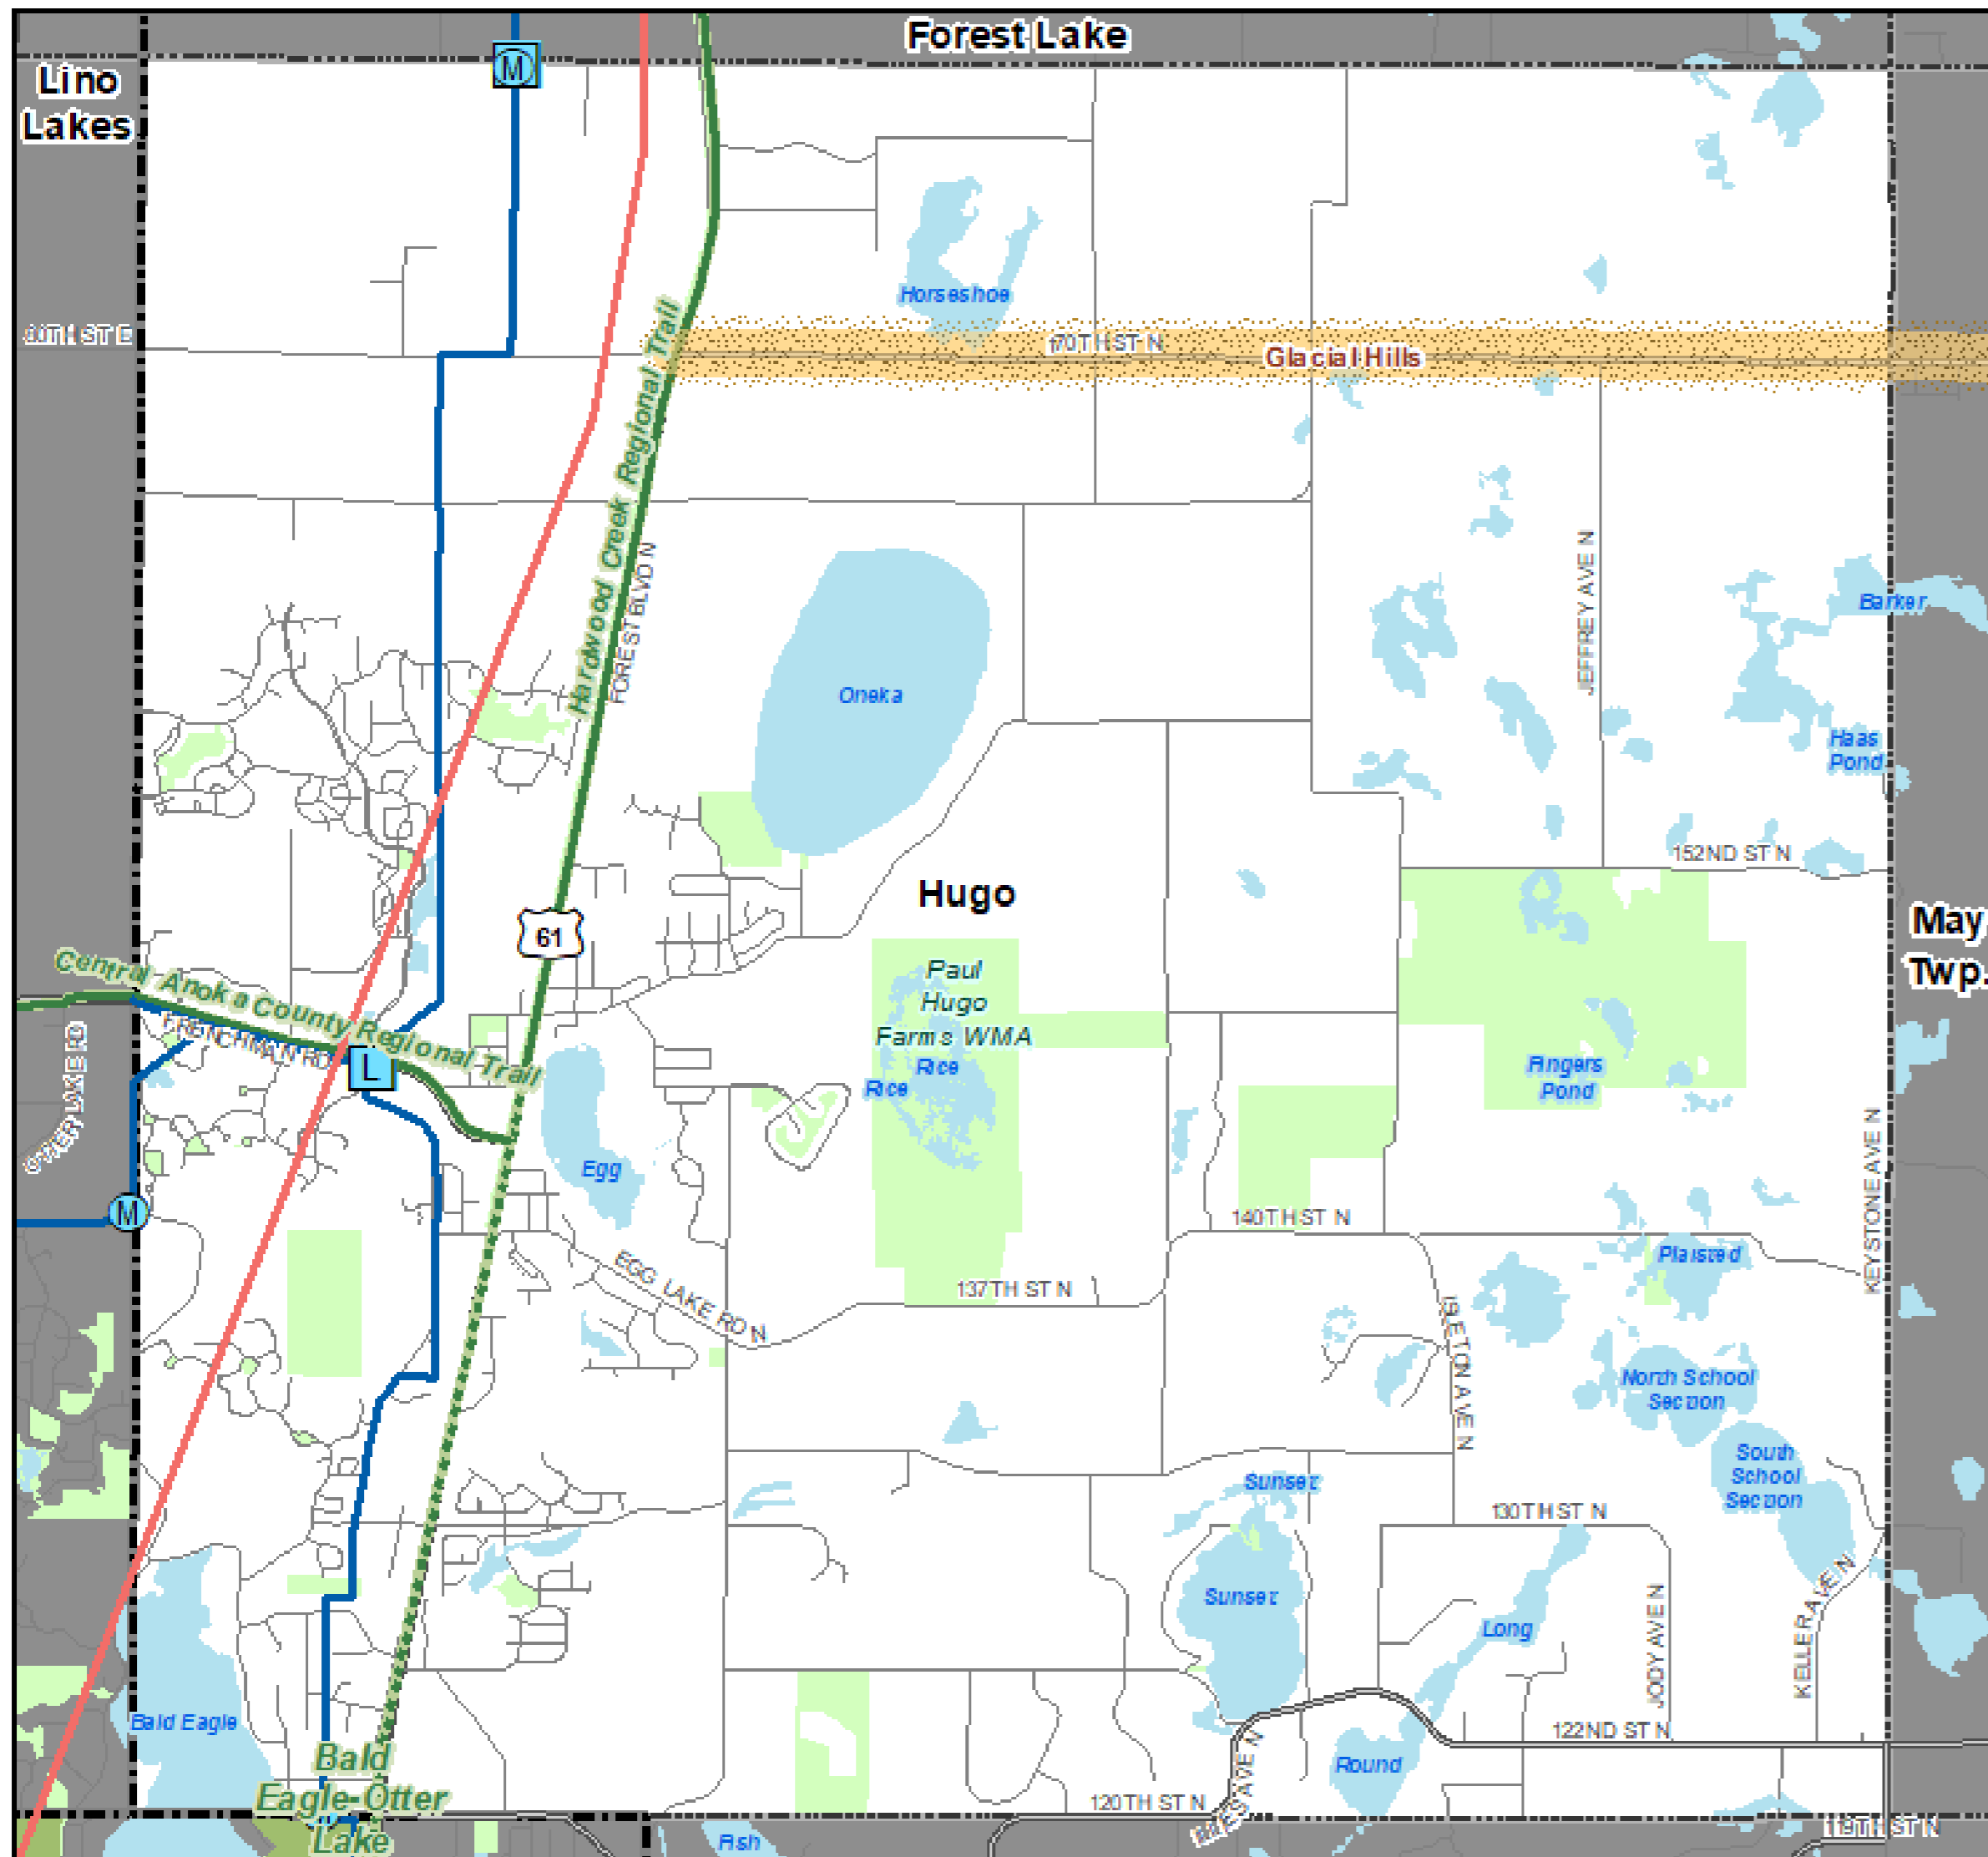 Forest Lake
Lino
Lakes
M
Horseshoe
170TH ST N
Glacial Hills
Hardwood Creek Regional Trail
FOREST BLVD N
JEFFREY AVE N
Barker
Oneka
Haas
Pond
152ND ST N
Hugo
61
May
Twp.
Central Anoka County Regional Trail
FRENCHMAN RD
L
Paul
Hugo
Farms WMA
Rice
Rice
Fingers
Pond
Egg
M
140TH ST N
KEYSTONE AVE N
Plaisted
EGG LAKE RD N
137TH ST N
ISLETON AVE N
North School
Section
South
School
Section
Sunset
130TH ST N
Sunset
Long
JODY AVE N
KELLER AVE N
Bald Eagle
122ND ST N
Bald
Eagle-Otter
Lake
Round
120TH ST N
119TH ST N
Fish